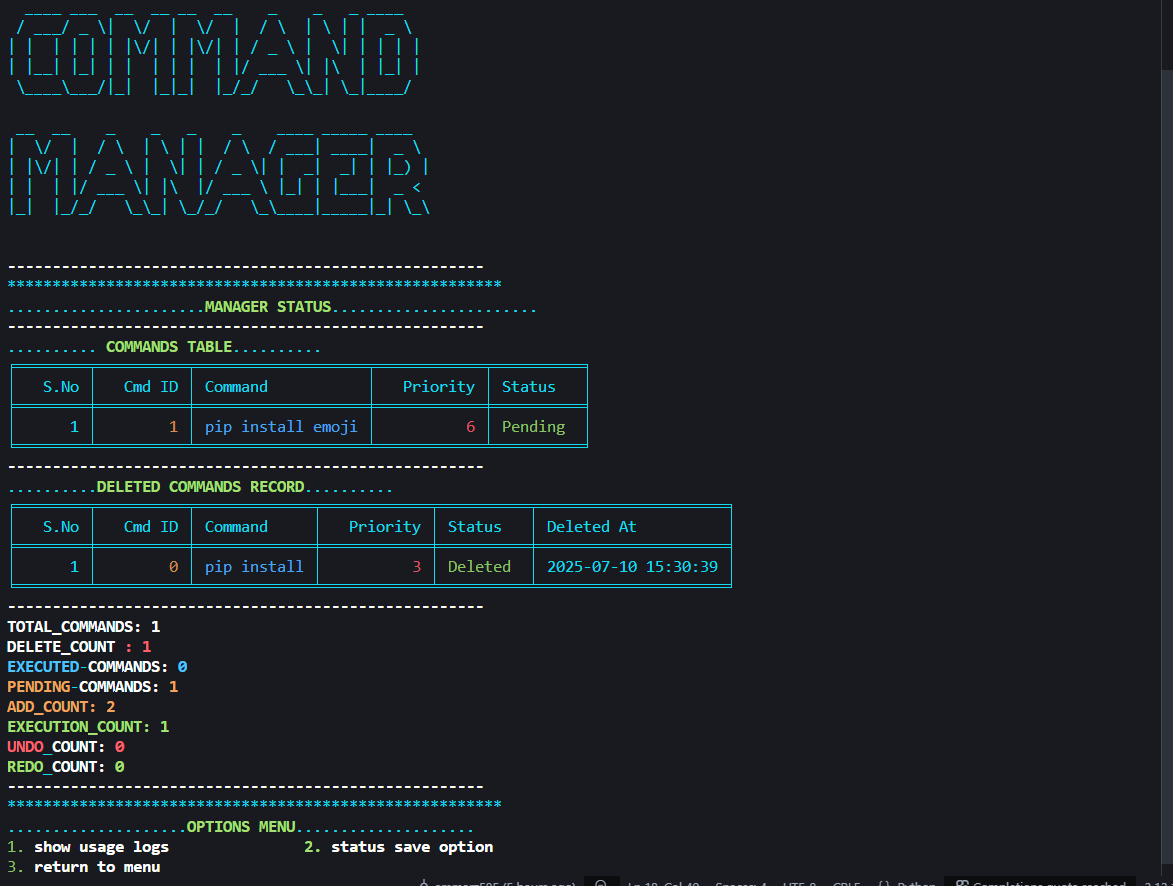 COMMAND
MANAGER
-----------------------------------------------------
*******************************************************
......................MANAGER STATUS.......................
-----------------------------------------------------
.......... COMMANDS TABLE..........
S.No Cmd ID Command Priority Status
1 1 pip install emoji 6 Pending
-----------------------------------------------------
..........DELETED COMMANDS RECORD..........
S.No Cmd ID Command Priority Status Deleted At
1 0 pip install 3 Deleted 2025-07-10 15:30:39
-----------------------------------------------------
TOTAL_COMMANDS: 1
DELETE_COUNT : 1
EXECUTED-COMMANDS: 0
PENDING-COMMANDS: 1
ADD_COUNT: 2
EXECUTION_COUNT: 1
UNDO_COUNT: 0
REDO_COUNT: 0
-----------------------------------------------------
*******************************************************
.......................OPTIONS MENU....................
1. show usage logs 2. status save option
3. return to menu